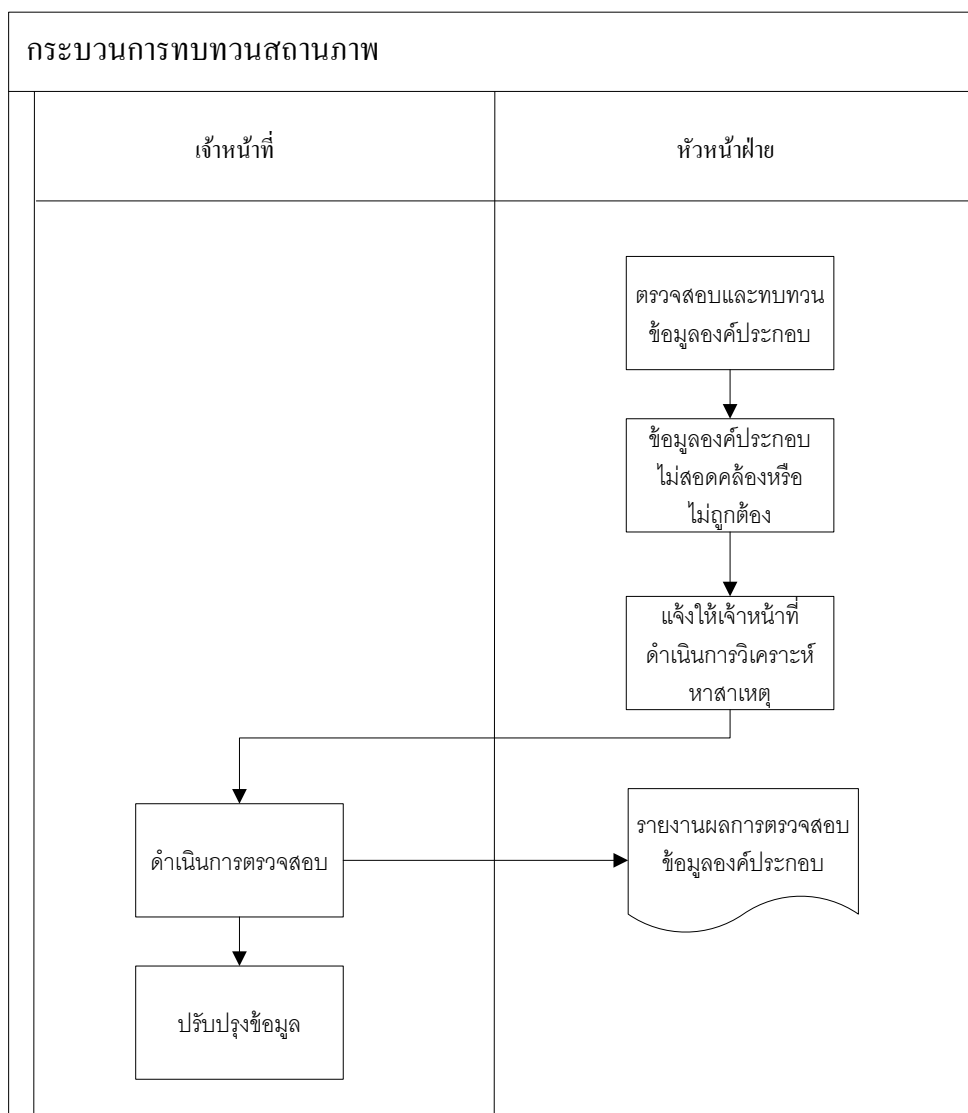 กระบวนการทบทวนสถานภาพ
เจ้าหน้าที่
หัวหน้าฝ่าย
ตรวจสอบและทบทวน
ข้อมูลองค์ประกอบ
ข้อมูลองค์ประกอบ
ไม่สอดคล้องหรือ
ไม่ถูกต้อง
แจ้งให้เจ้าหน้าที่
ดำเนินการวิเคราะห์
หาสาเหตุ
ดำเนินการตรวจสอบ
รายงานผลการตรวจสอบ
ข้อมูลองค์ประกอบ
ปรับปรุงข้อมูล